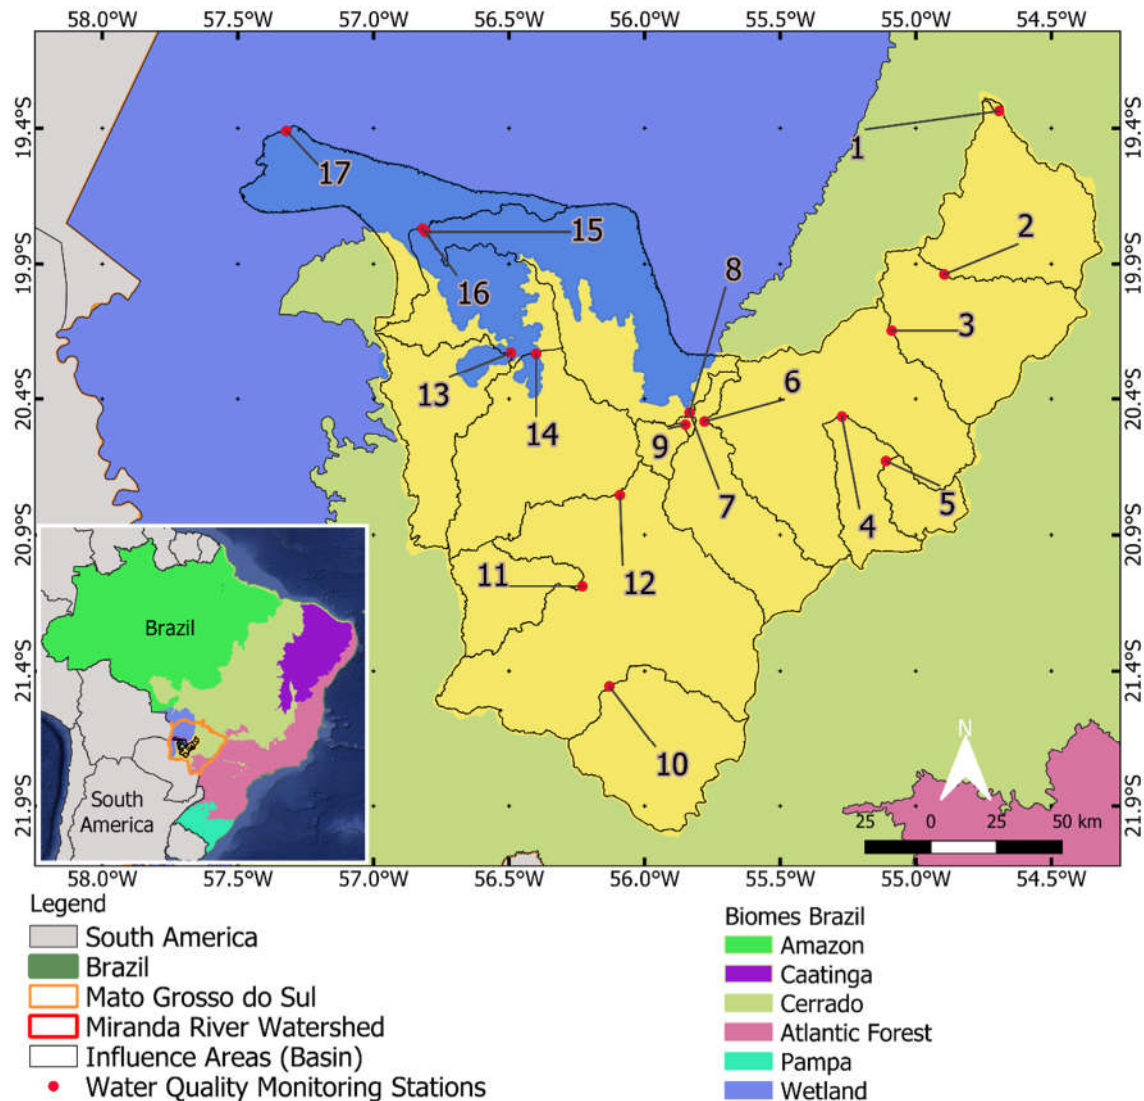 58.0°W 57.5°W 57.0°W 56.5°W 56.0°W 55.5°W 55.0°W 54.5°W
19.4°S 19.4°S
1
17
2
15
19.9°S 19.9°S
8
16
3
6
13
20.4°S 20.4°S
14
9
7
4
5
20.9°S 20.9°S
11
12
Brazil
21.4°S 21.4°S
N
10
South
America
21.9°S 21.9°S
25 0 25 50 km
58.0°W 57.5°W 57.0°W 56.5°W 56.0°W 55.5°W 55.0°W 54.5°W
Legend
South America
Brazil
Mato Grosso do Sul
Miranda River Watershed
Influence Areas (Basin)
Water Quality Monitoring Stations
Biomes Brazil
Amazon
Caatinga
Cerrado
Atlantic Forest
Pampa
Wetland